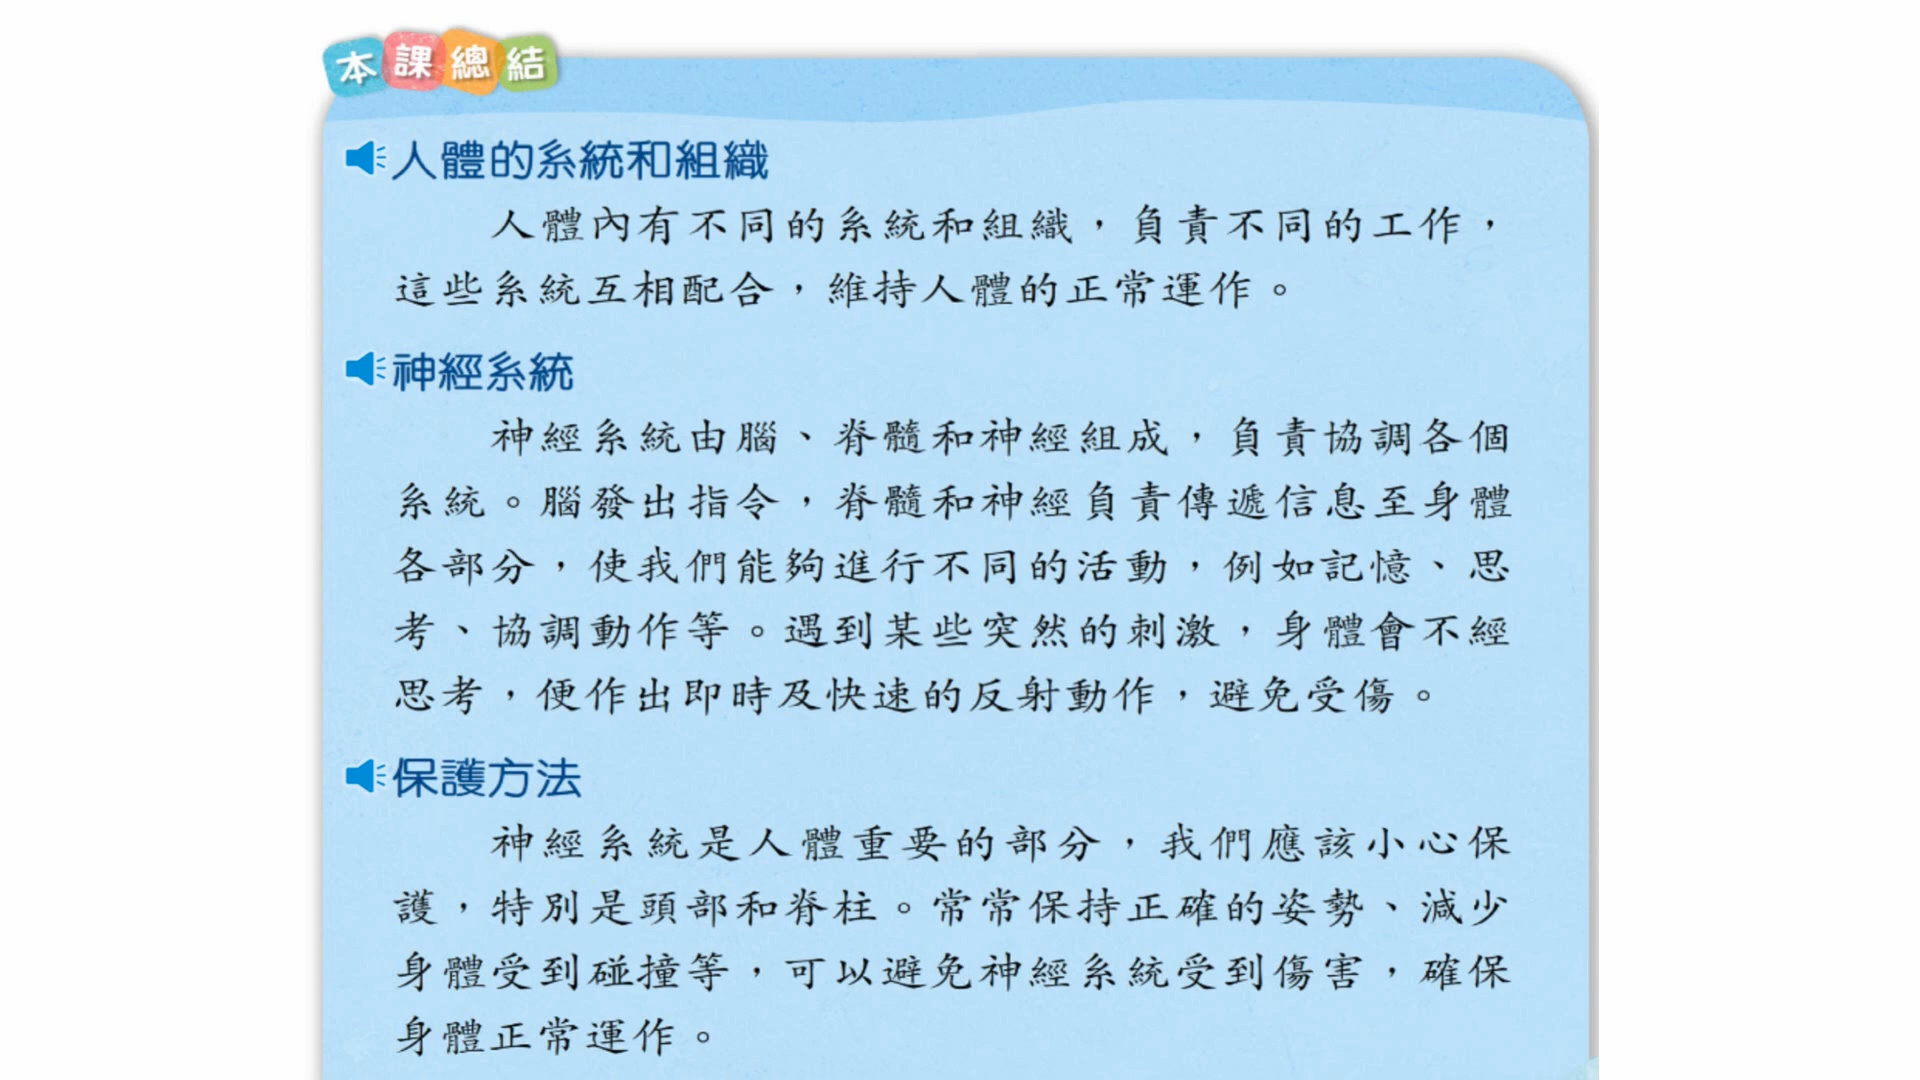 本課總結
人體的系統和組織
人體內有不同的系統和組織，負責不同的工作，
這些系統互相配合，維持人體的正常運作。
神經系統
神經系統由腦、脊髓和神經組成，負責協調各個
系統。腦發出指令，脊髓和神經負責傳遞信息至身體
各部分，使我們能夠進行不同的活動，例如記憶、思
考、協調動作等。遇到某些突然的刺激，身體會不經
思考，便作出即時及快速的反射動作，避免受傷。
保護方法
神經系統是人體重要的部分，我們應該小心保
護，特別是頭部和脊柱。常常保持正確的姿勢、減少
身體受到碰撞等，可以避免神經系統受到傷害，確保
身體正常運作。